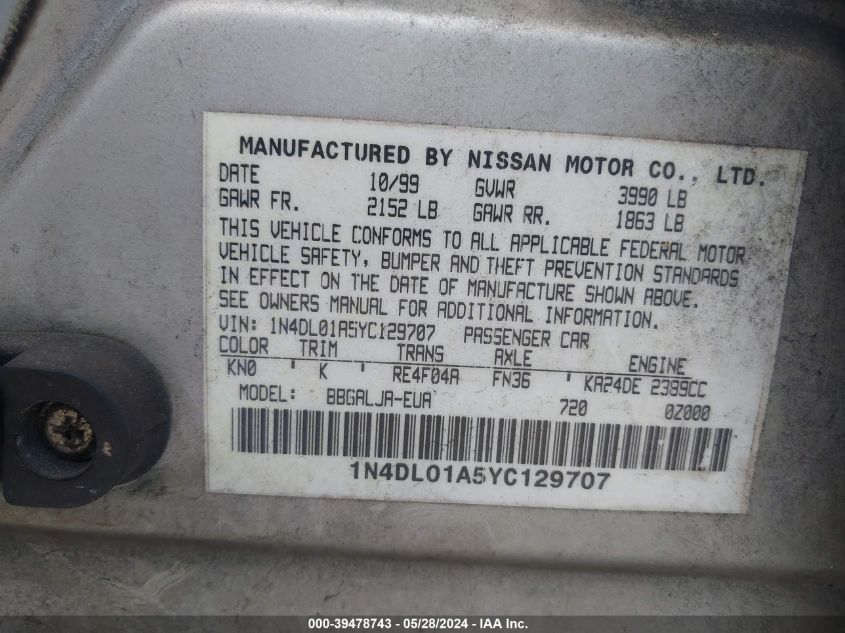 MANUFACTURED BY NISSAN MOTOR CO., LTD.
DATE 10/99 GVWR 3990 LB
GAWR FR. 2152 LB GAWR RR. 1863 LB
THIS VEHICLE CONFORMS TO ALL APPLICABLE FEDERAL MOTOR
VEHICLE SAFETY, BUMPER AND THEFT PREVENTION STANDARDS
IN EFFECT ON THE DATE OF MANUFACTURE SHOWN ABOVE.
SEE OWNERS MANUAL FOR ADDITIONAL INFORMATION.
VIN: 1N4DL01A5YC129707 PASSENGER CAR
COLOR TRIM TRANS AXLE ENGINE
KN0 K RE4F04A FN36 KA24DE 2389CC
MODEL: BBGALJA-EUA 720 0Z000
1N4DL01A5YC129707
000-39478743 / 05/28/2024 - IAA Inc.